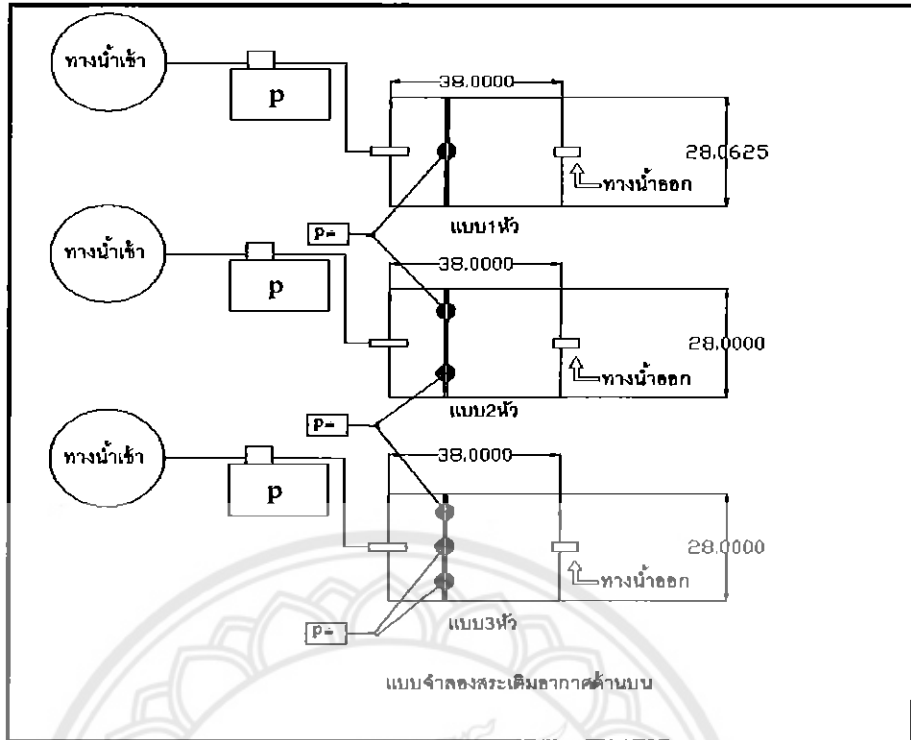 ทางน้ำเข้า
P
38.0000
28.0625
ทางน้ำออก
แบบ1หัว
P=
ทางน้ำเข้า
P
38.0000
28.0000
ทางน้ำออก
แบบ2หัว
P=
ทางน้ำเข้า
P
38.0000
28.0000
ทางน้ำออก
แบบ3หัว
P=
แบบจำลองสระเติมอากาศด้านบน